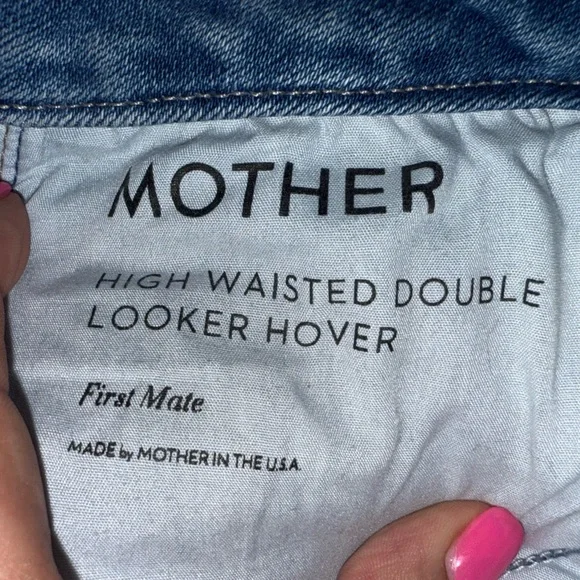 MOTHER
HIGH WAISTED DOUBLE
LOOKER HOVER
First Mate
MADE by MOTHER IN THE U.S.A.